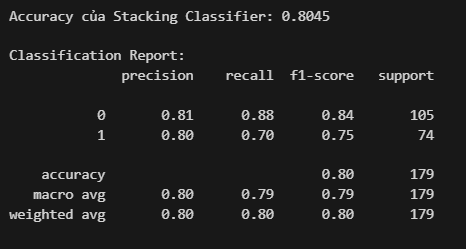 Accuracy của Stacking Classifier: 0.8045
Classification Report:
precision recall f1-score support
0 0.81 0.88 0.84 105
1 0.80 0.70 0.75 74
accuracy 0.80 179
macro avg 0.80 0.79 0.79 179
weighted avg 0.80 0.80 0.80 179